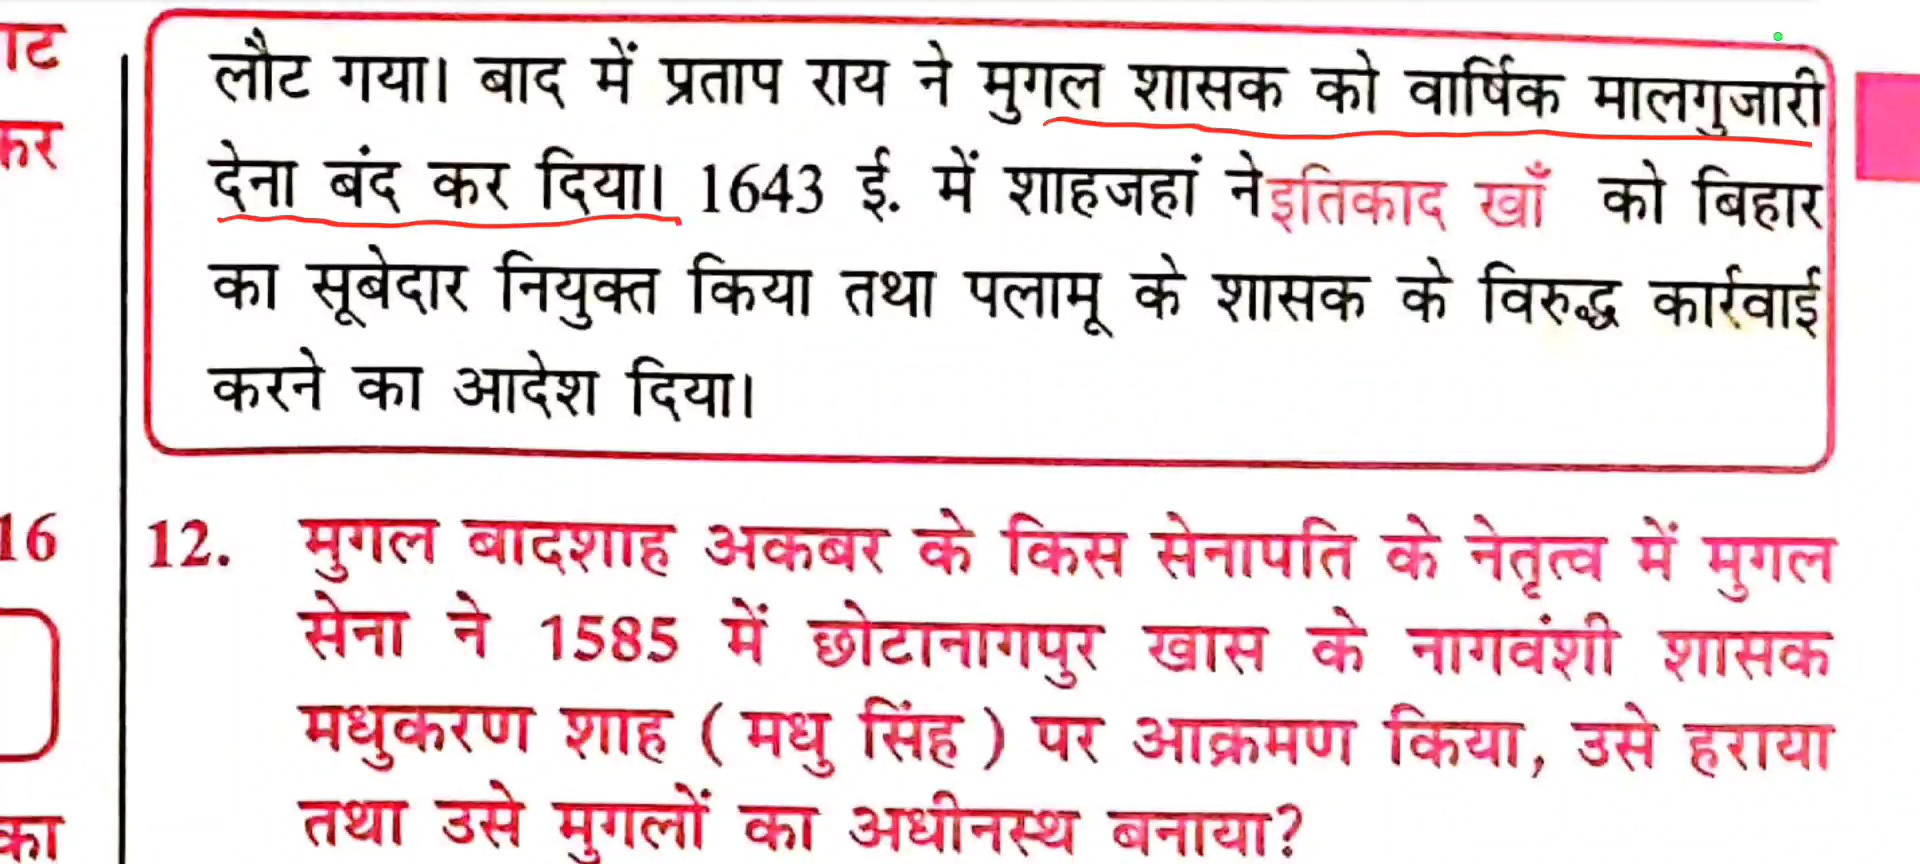 ाट
कर
लौट गया। बाद में प्रताप राय ने मुगल शासक को वार्षिक मालगुजारी
देना बंद कर दिया। 1643 ई. में शाहजहां ने इतिकाद खाँ को बिहार
का सूबेदार नियुक्त किया तथा पलामू के शासक के विरुद्ध कार्रवाई
करने का आदेश दिया।
16
12. मुगल बादशाह अकबर के किस सेनापति के नेतृत्व में मुगल
सेना ने 1585 में छोटानागपुर खास के नागवंशी शासक
मधुकरण शाह ( मधु सिंह ) पर आक्रमण किया, उसे हराया
तथा उसे मुगलों का अधीनस्थ बनाया?
का